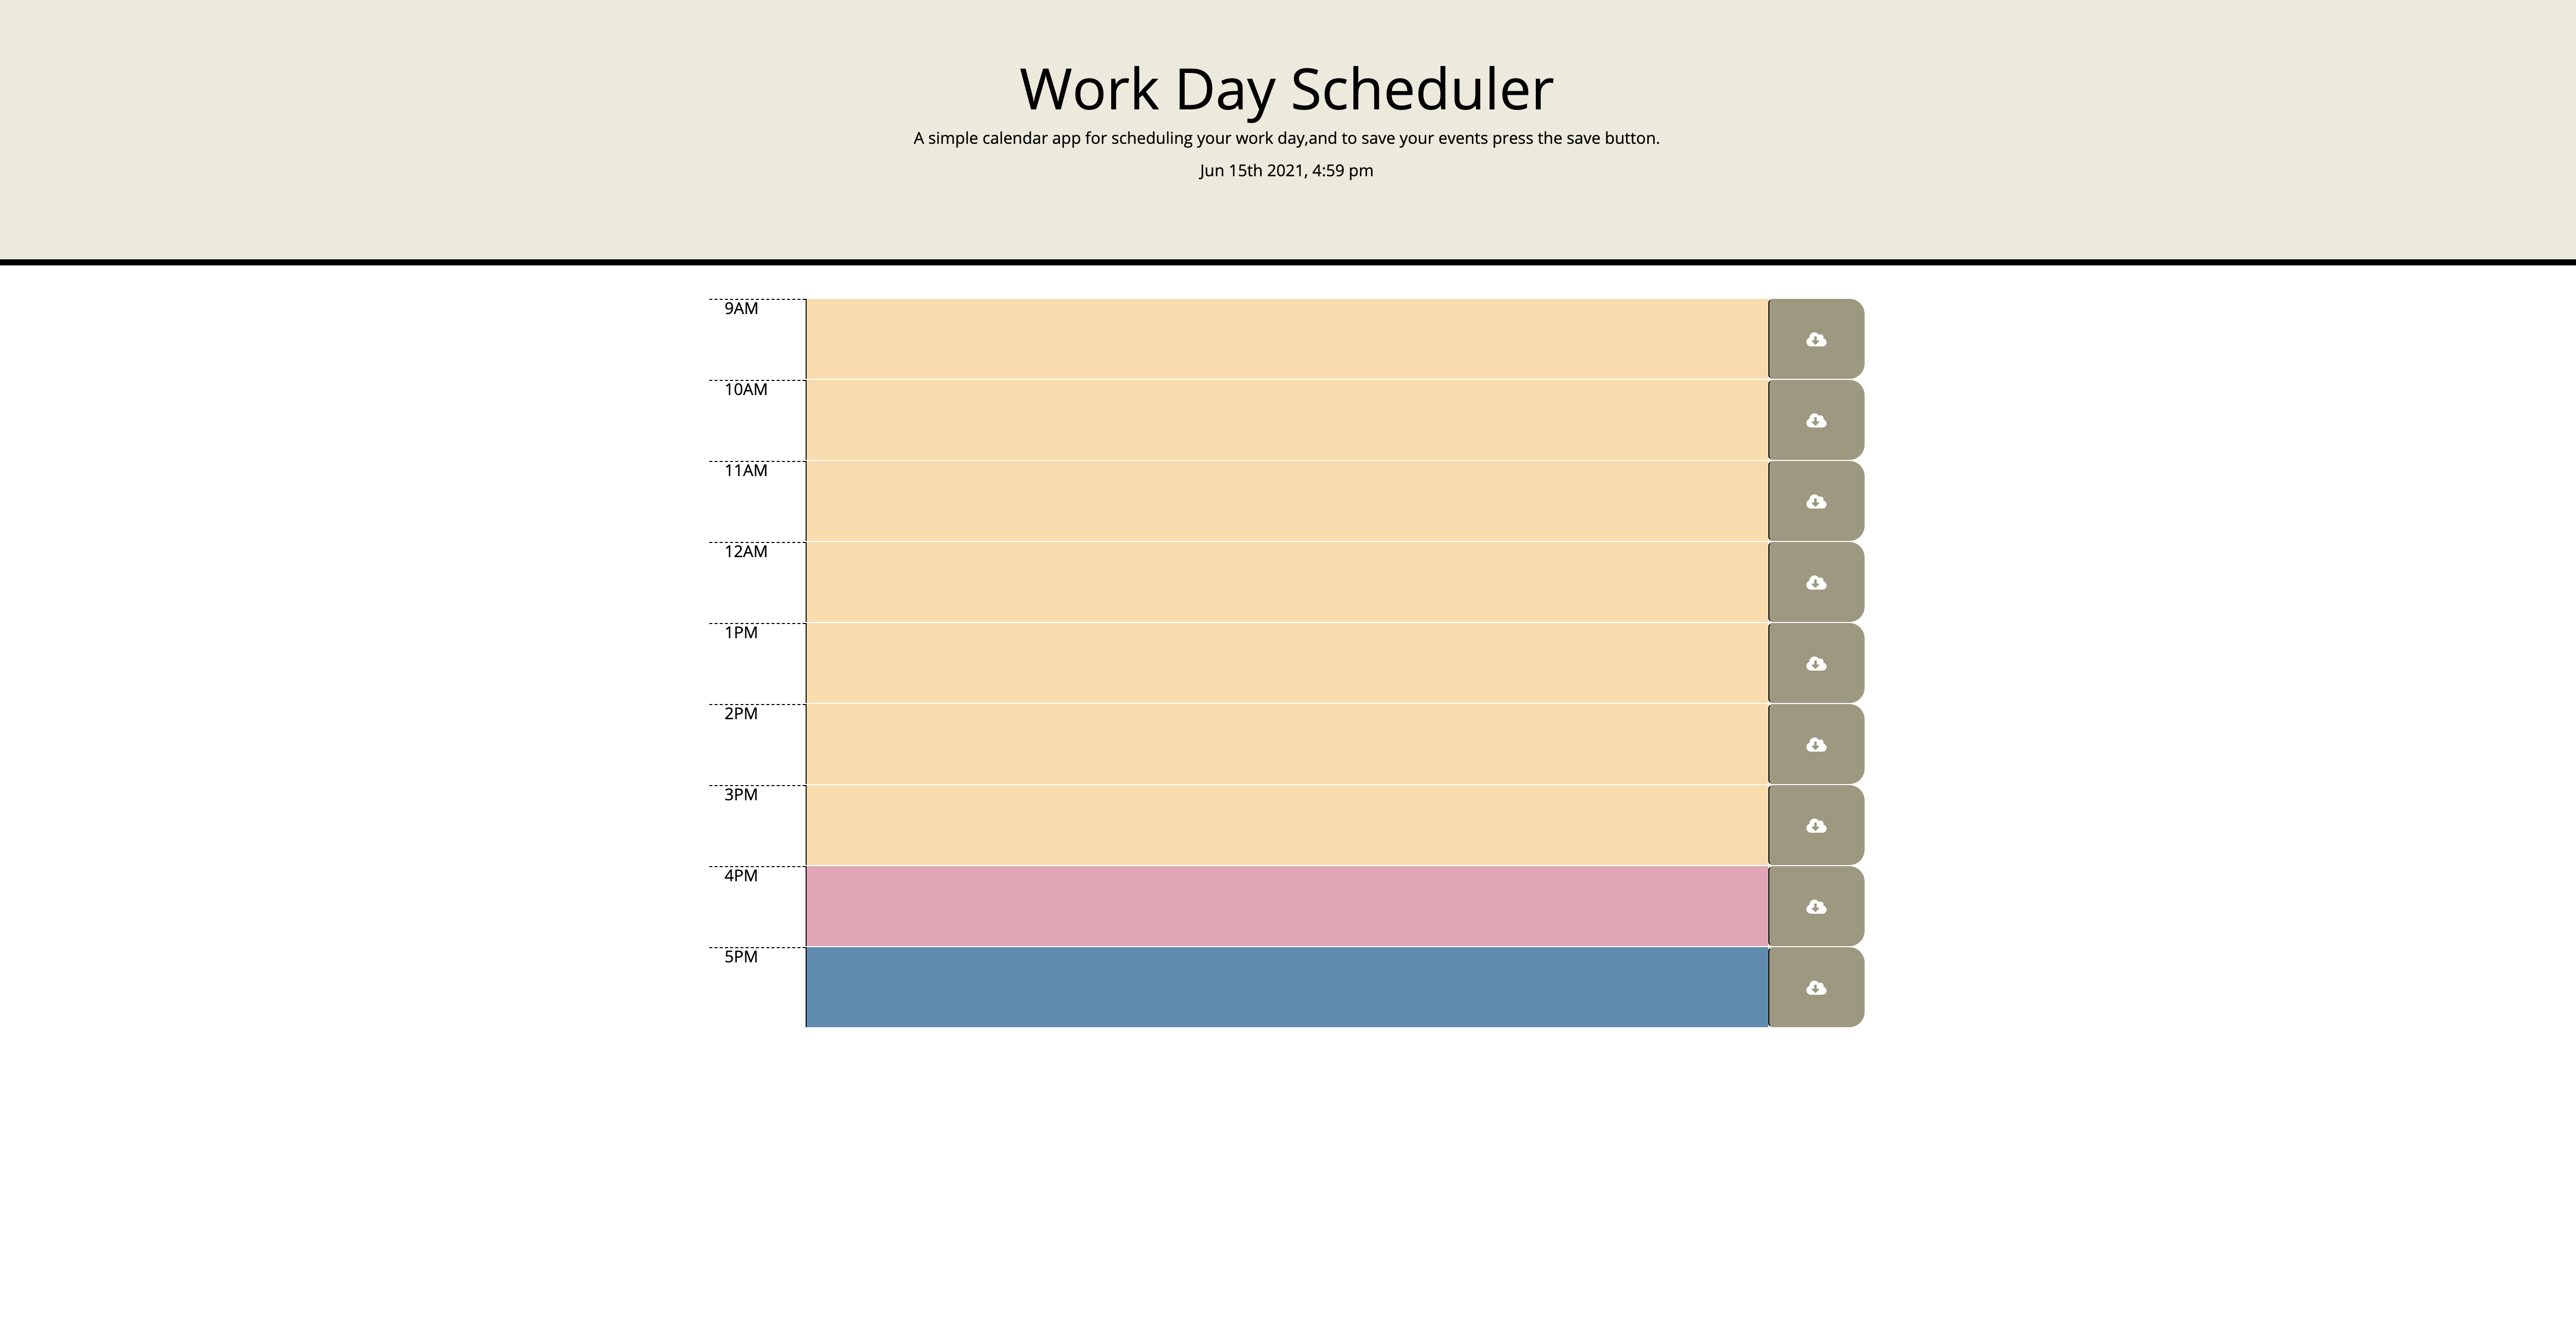 Work Day Scheduler
A simple calendar app for scheduling your work day,and to save your events press the save button.
Jun 15th 2021, 4:59 pm
9AM
10AM
11AM
12AM
1PM
2PM
3PM
4PM
5PM